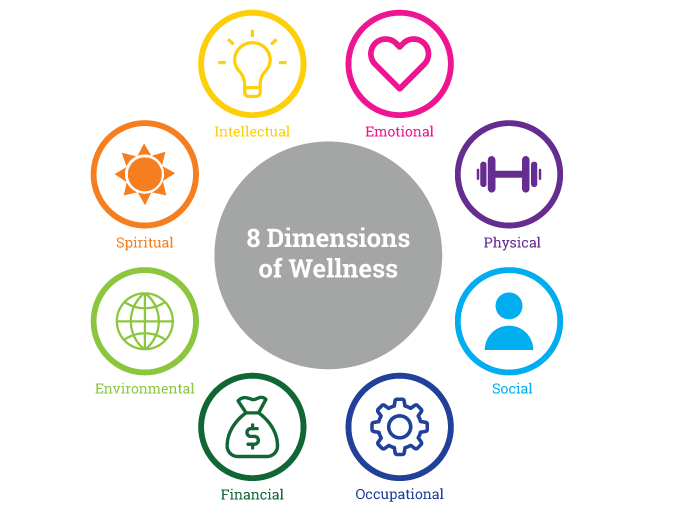 Intellectual
Emotional
Spiritual
Physical
8 Dimensions
of Wellness
Environmental
Social
$
Financial
Occupational